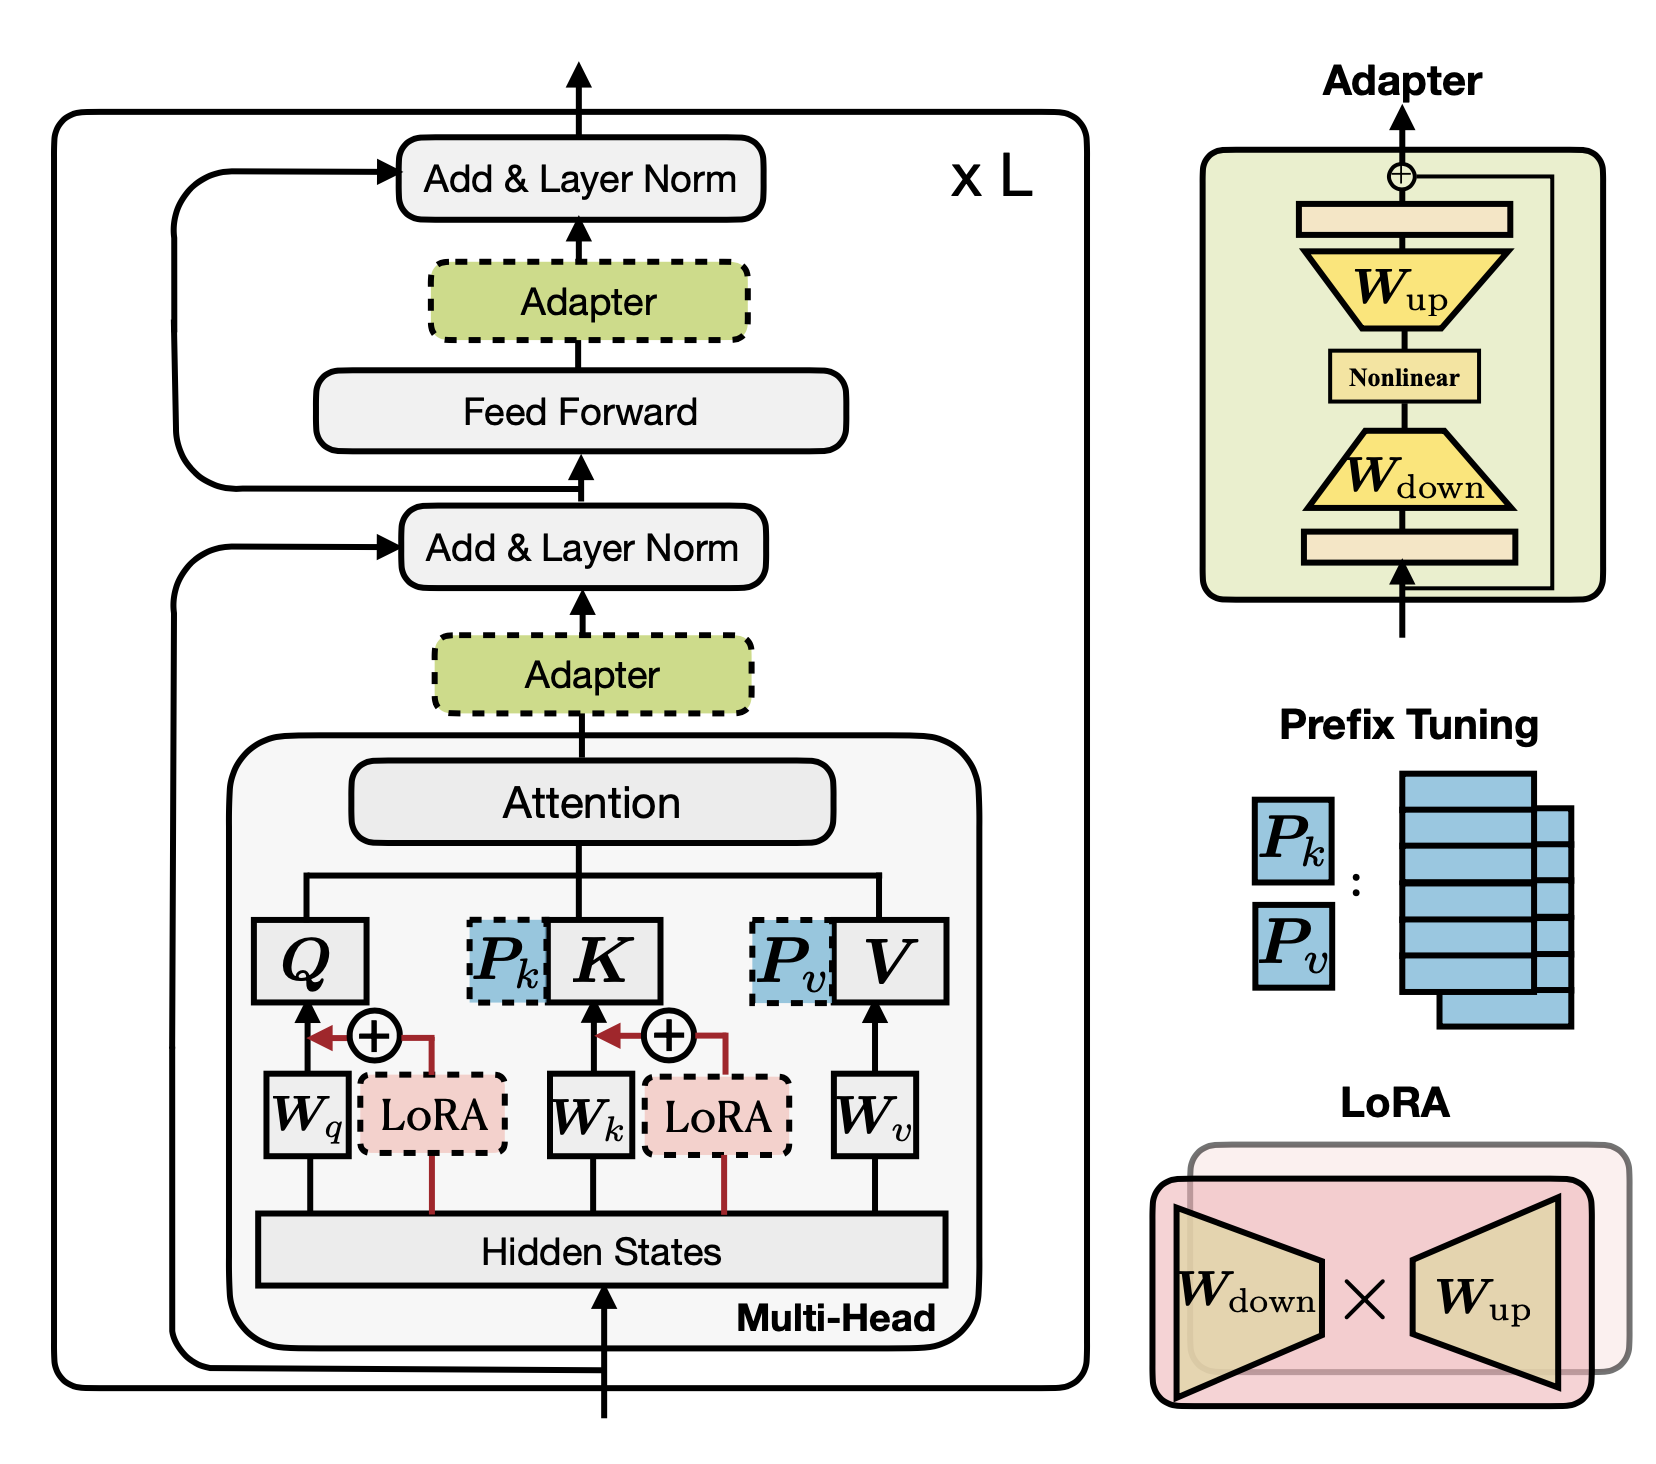 x L
Add & Layer Norm
Adapter
Feed Forward
Add & Layer Norm
Adapter
Attention
Q
P_k K
P_v V
W_q LoRA
W_k LoRA
W_v
Hidden States
Multi-Head
Adapter
W_up
Nonlinear
W_down
Prefix Tuning
P_k
:
P_v
LoRA
W_down × W_up